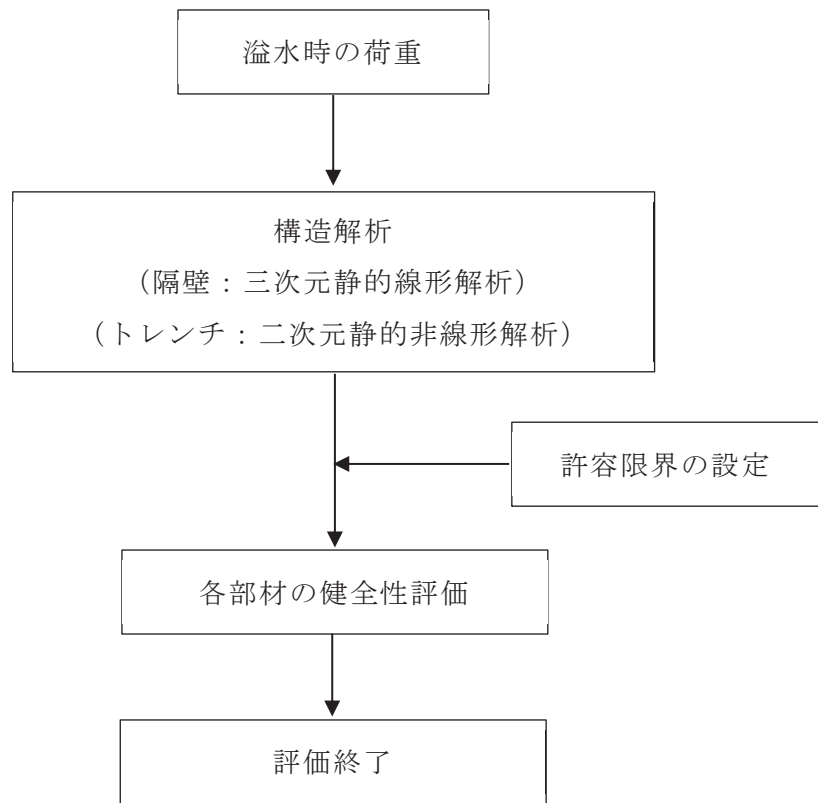 溢水時の荷重
構造解析
（隔壁：三次元静的線形解析）
（トレンチ：二次元静的非線形解析）
許容限界の設定
各部材の健全性評価
評価終了